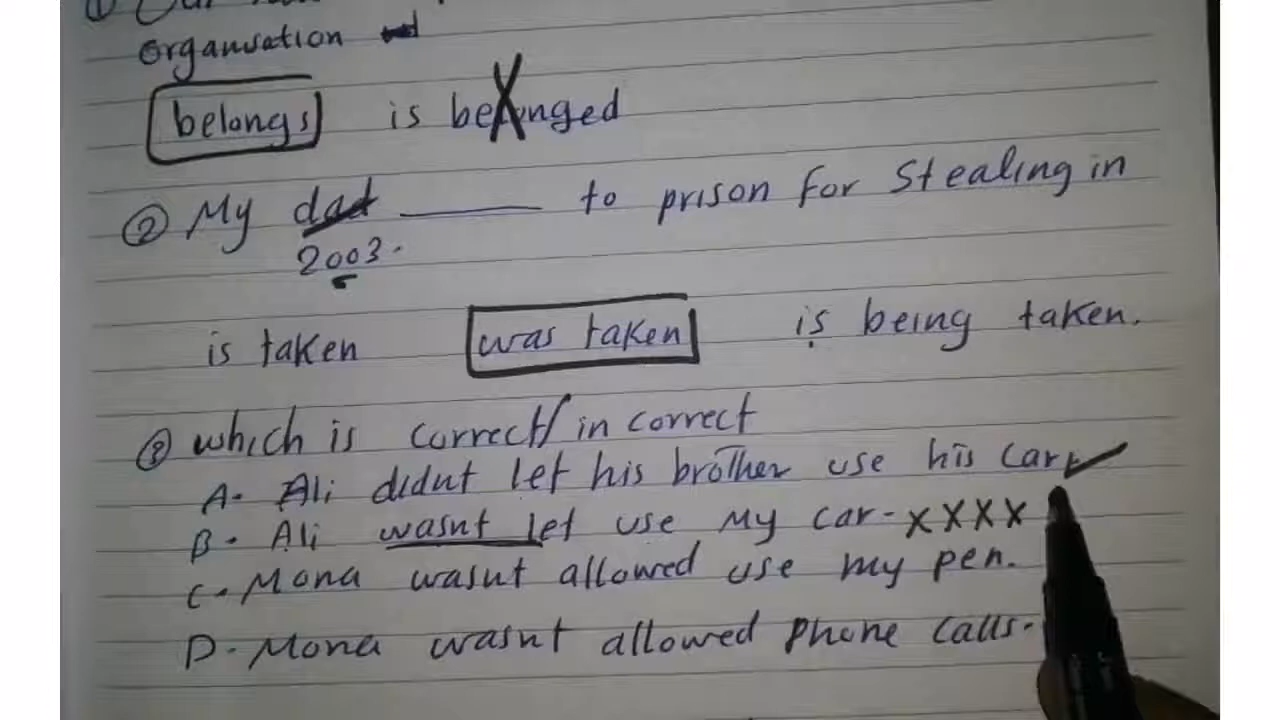 ① Our
organisation
belongs is belonged
② My dad ______ to prison for stealing in
2003.
is taken was taken is being taken.
③ which is correct/in correct
A. Ali didnt let his brother use his car
B. Ali wasnt let use my car - xxxx
C. Mona wasnt allowed use my pen.
D. Mona wasnt allowed phone calls.